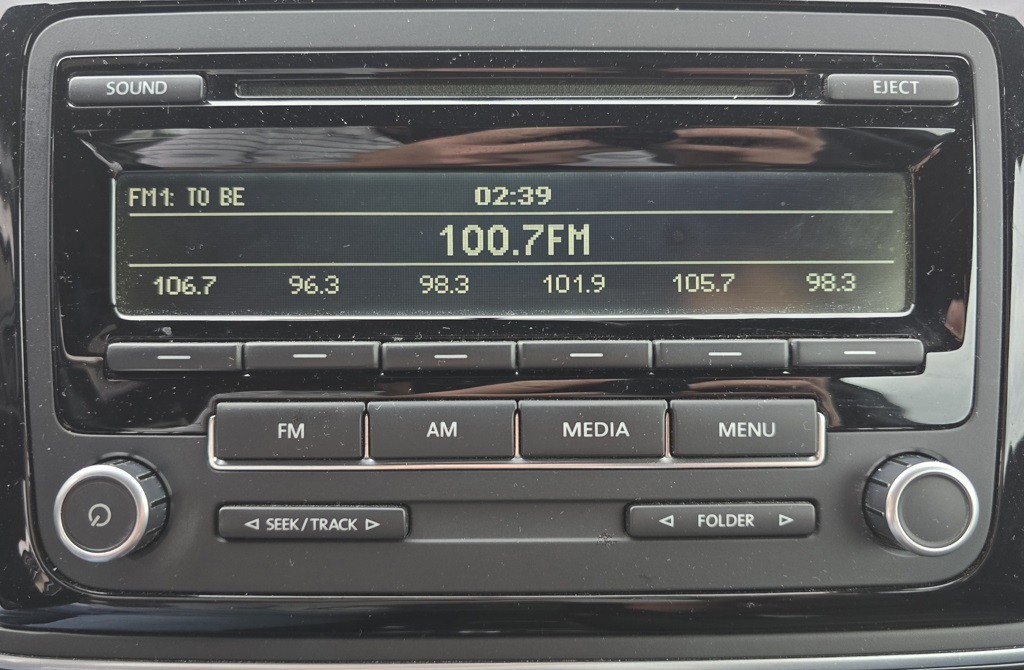 SOUND EJECT
FM1: TO BE 02:39
100.7FM
106.7 96.3 98.3 101.9 105.7 98.3
FM AM MEDIA MENU
SEEK/TRACK FOLDER